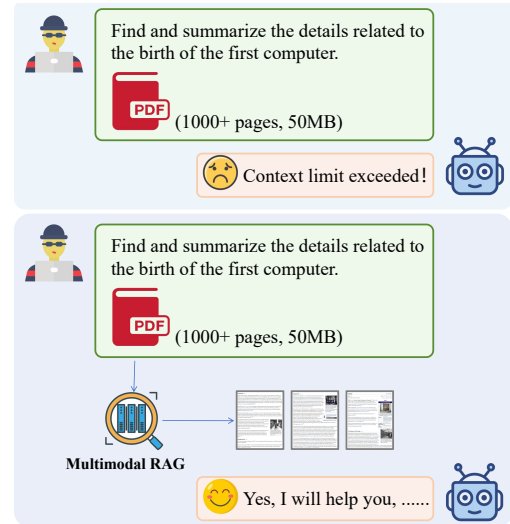 Find and summarize the details related to
the birth of the first computer.
PDF
(1000+ pages, 50MB)
Context limit exceeded!
Find and summarize the details related to
the birth of the first computer.
PDF
(1000+ pages, 50MB)
Multimodal RAG
Yes, I will help you, ......